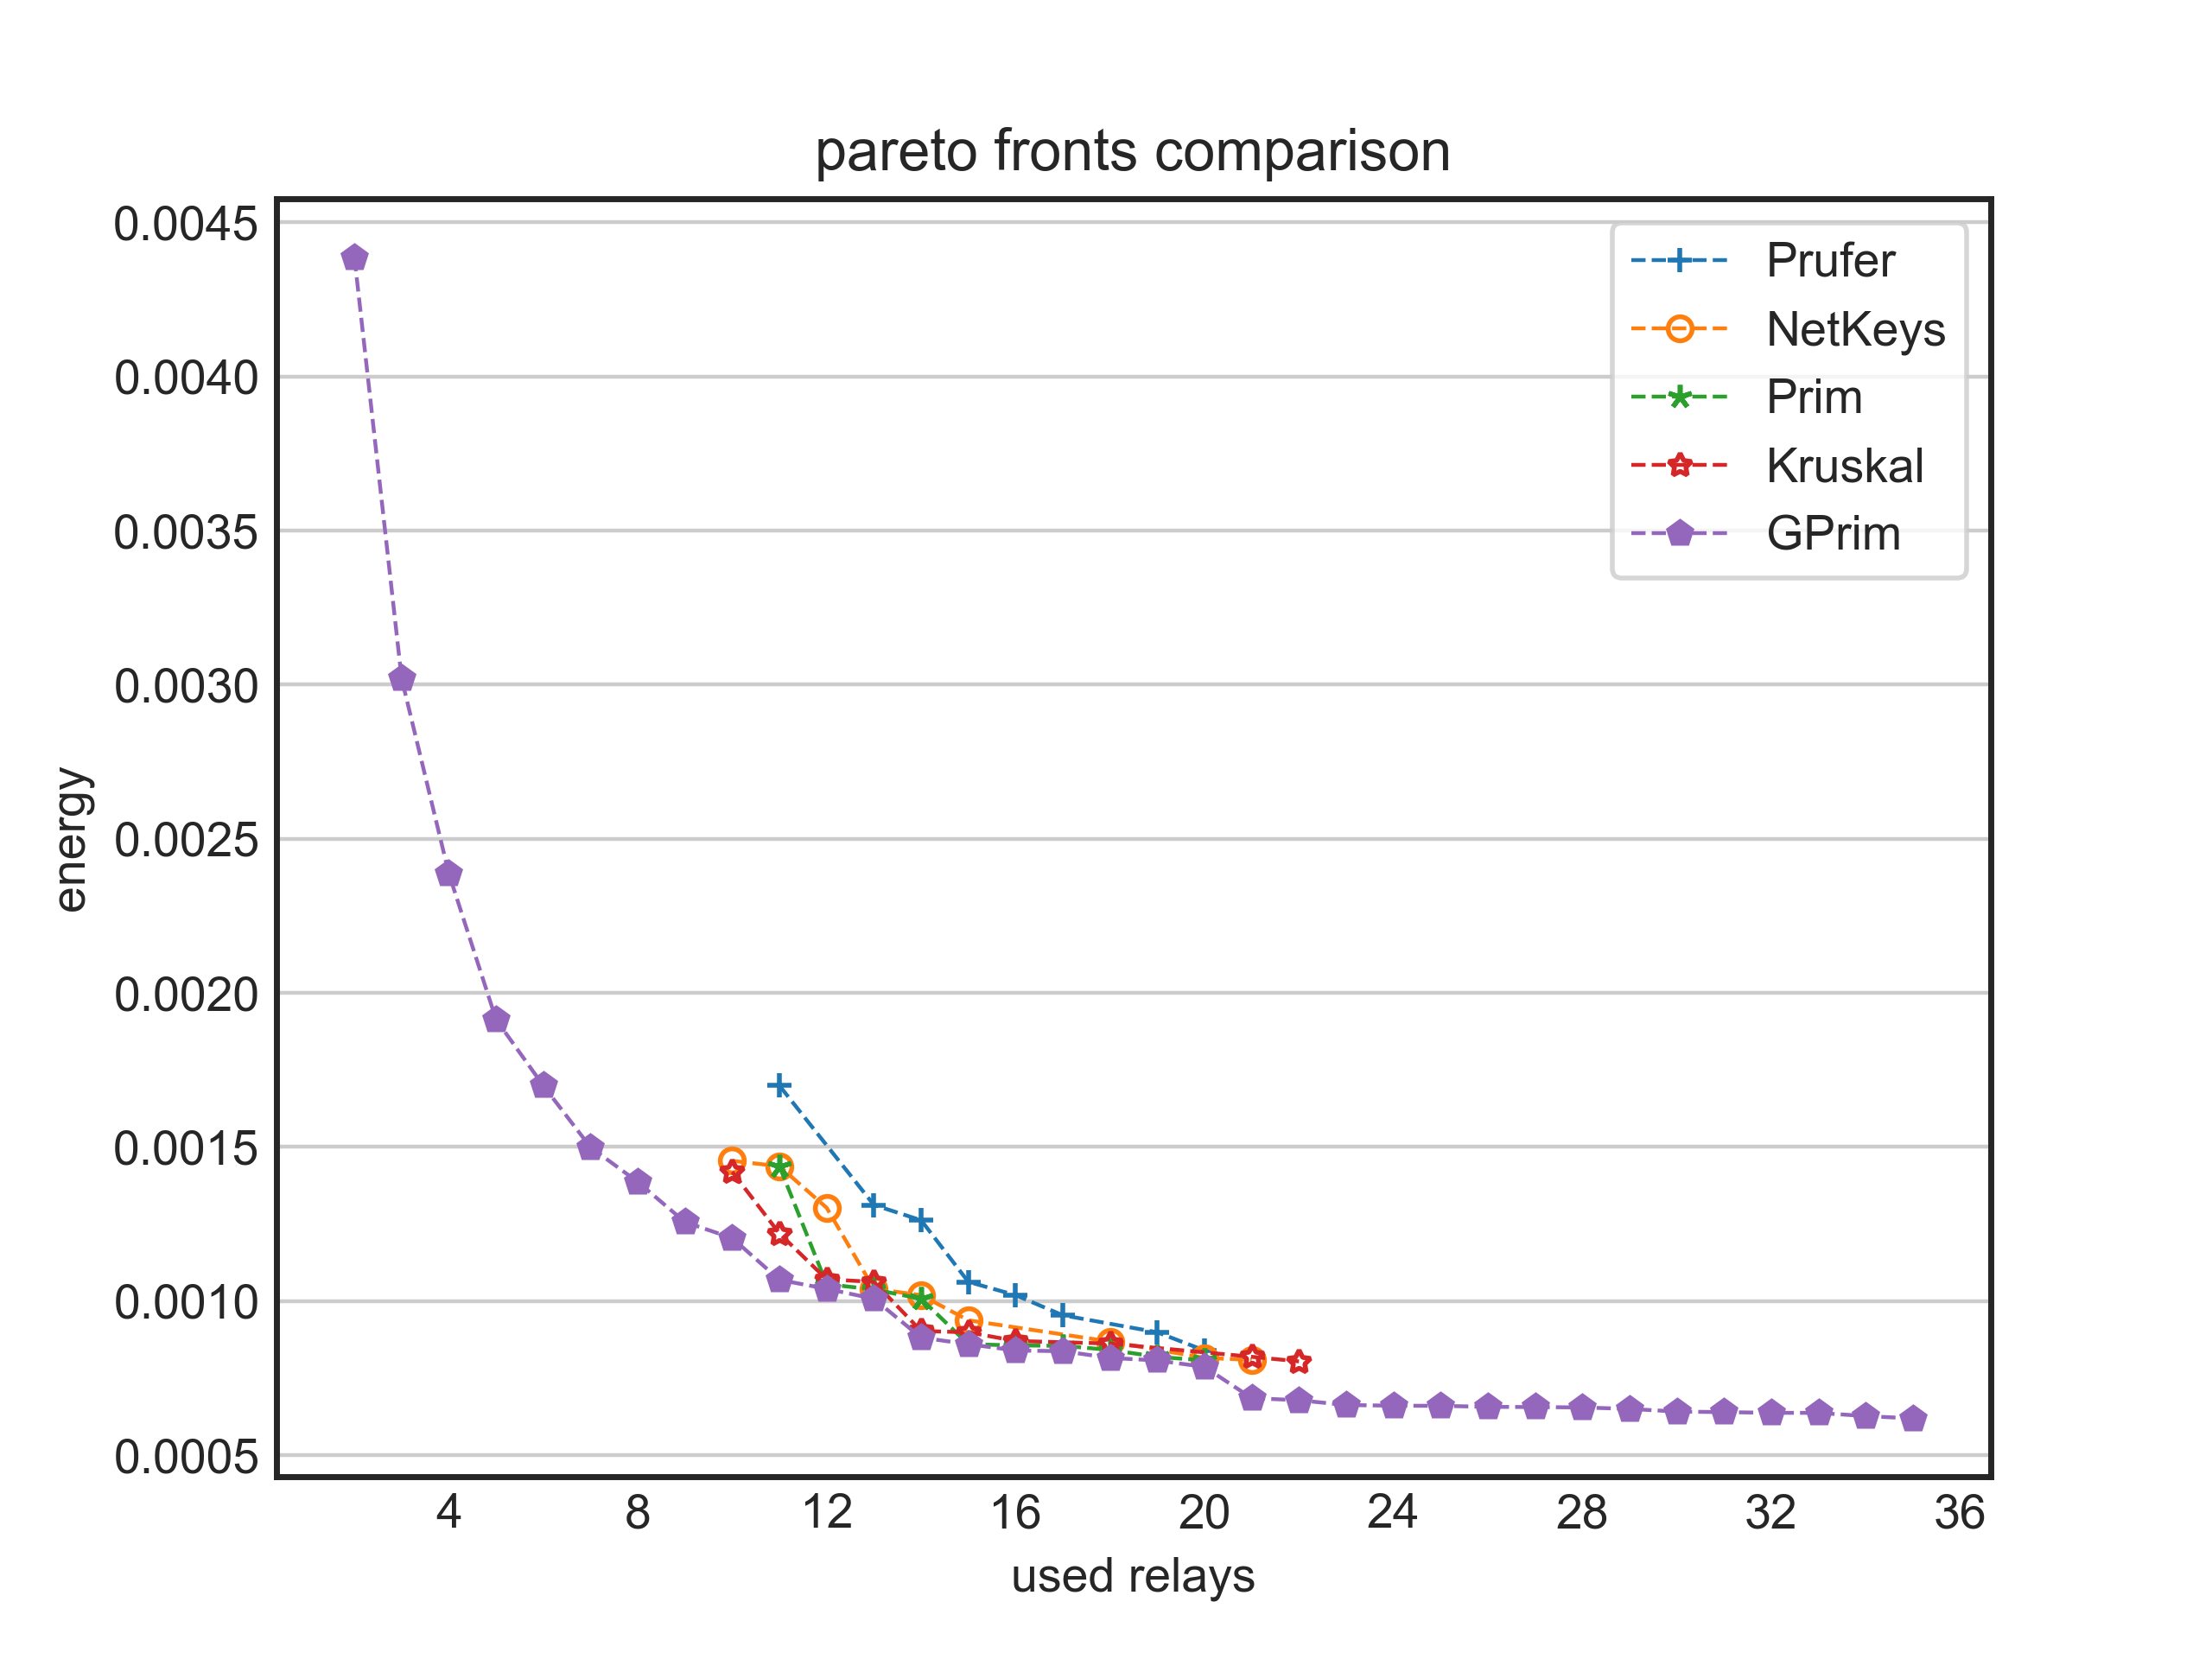 pareto fronts comparison
0.0045
0.0040
0.0035
0.0030
0.0025
0.0020
0.0015
0.0010
0.0005
energy
Prufer
NetKeys
Prim
Kruskal
GPrim
4 8 12 16 20 24 28 32 36
used relays